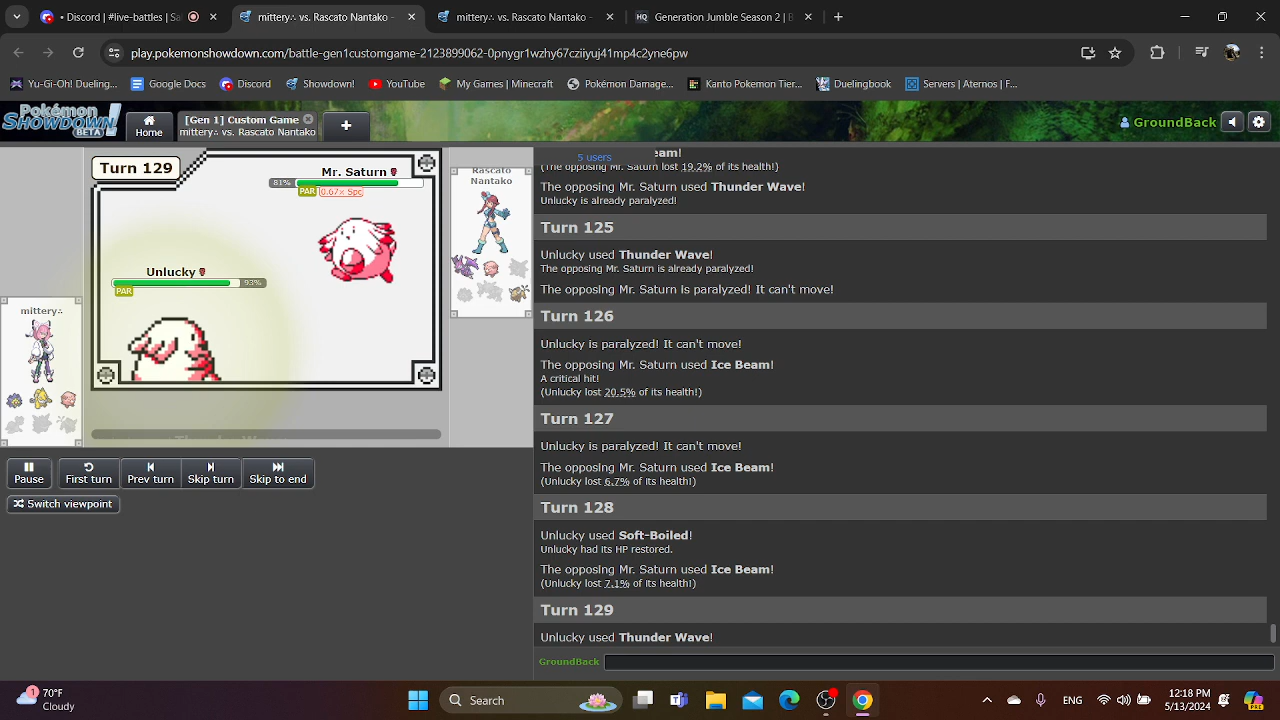 Discord | #live-battles | Sa
mittery∴ vs. Rascato Nantako -
mittery∴ vs. Rascato Nantako -
HQ Generation Jumble Season 2 | B
play.pokemonshowdown.com/battle-gen1customgame-2123899062-0pnygr1wzhy67cziiyuj41mp4c2yne6pw
Yu-Gi-Oh! Dueling...
Google Docs
Discord
Showdown!
YouTube
My Games | Minecraft
Pokémon Damage...
Kanto Pokémon Tier...
Duelingbook
Servers | Aternos | F...
Pokémon
Showdown!
BETA
Home
[Gen 1] Custom Game
mittery∴ vs. Rascato Nantako
GroundBack
Turn 129
Mr. Saturn
81%
PAR 0.67× Spc
Unlucky
93%
PAR
mittery∴
Rascato
Nantako
Pause
First turn
Prev turn
Skip turn
Skip to end
Switch viewpoint
5 users
am!
(The opposing Mr. Saturn lost 19.2% of its health!)
The opposing Mr. Saturn used Thunder Wave!
Unlucky is already paralyzed!
Turn 125
Unlucky used Thunder Wave!
The opposing Mr. Saturn is already paralyzed!
The opposing Mr. Saturn is paralyzed! It can't move!
Turn 126
Unlucky is paralyzed! It can't move!
The opposing Mr. Saturn used Ice Beam!
A critical hit!
(Unlucky lost 20.5% of its health!)
Turn 127
Unlucky is paralyzed! It can't move!
The opposing Mr. Saturn used Ice Beam!
(Unlucky lost 6.7% of its health!)
Turn 128
Unlucky used Soft-Boiled!
Unlucky had its HP restored.
The opposing Mr. Saturn used Ice Beam!
(Unlucky lost 7.1% of its health!)
Turn 129
Unlucky used Thunder Wave!
GroundBack
1
70°F
Cloudy
Search
ENG
12:18 PM
5/13/2024
PRE